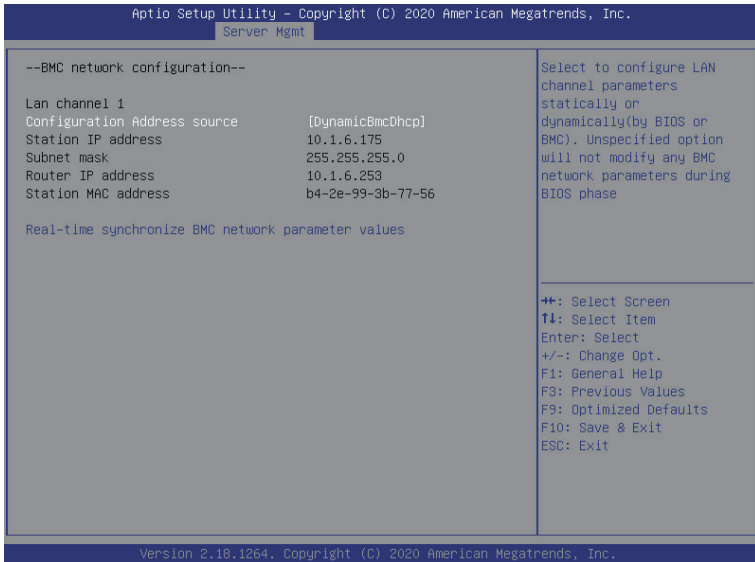 Aptio Setup Utility – Copyright (C) 2020 American Megatrends, Inc.
Server Mgmt
--BMC network configuration--
Lan channel 1
Configuration Address source [DynamicBmcDhcp]
Station IP address 10.1.6.175
Subnet mask 255.255.255.0
Router IP address 10.1.6.253
Station MAC address b4-2e-99-3b-77-56
Real-time synchronize BMC network parameter values
Select to configure LAN
channel parameters
statically or
dynamically(by BIOS or
BMC). Unspecified option
will not modify any BMC
network parameters during
BIOS phase
→←: Select Screen
↑↓: Select Item
Enter: Select
+/-: Change Opt.
F1: General Help
F3: Previous Values
F9: Optimized Defaults
F10: Save & Exit
ESC: Exit
Version 2.18.1264. Copyright (C) 2020 American Megatrends, Inc.